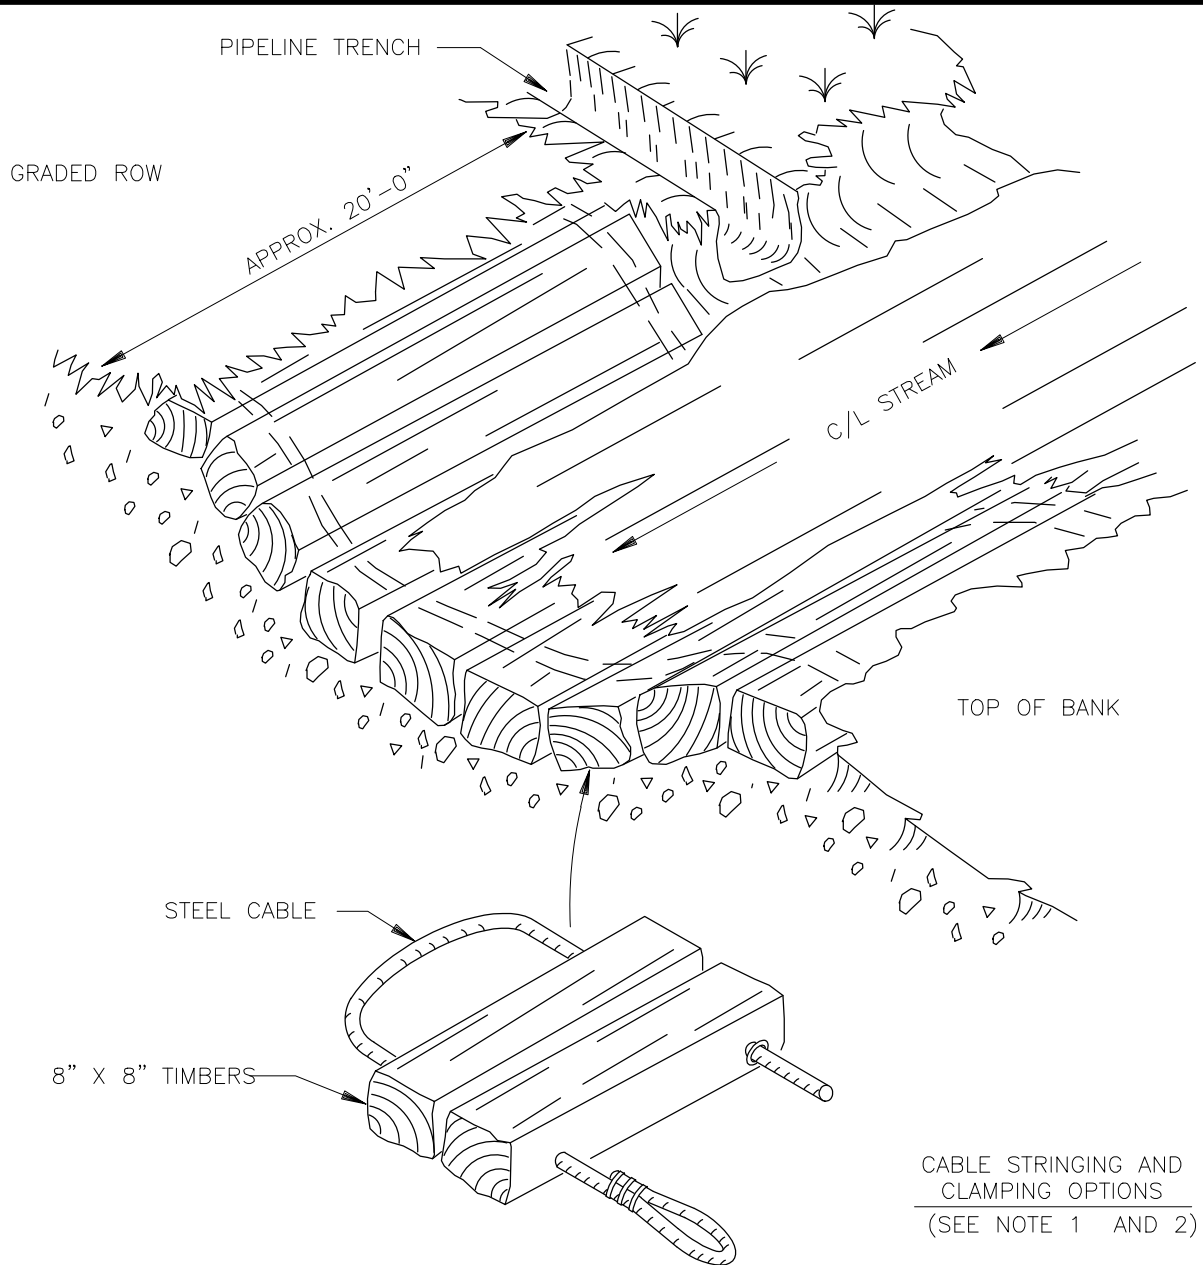 PIPELINE TRENCH
GRADED ROW
APPROX. 20'-0"
C/L STREAM
TOP OF BANK
STEEL CABLE
8" X 8" TIMBERS
CABLE STRINGING AND
CLAMPING OPTIONS
(SEE NOTE 1 AND 2)